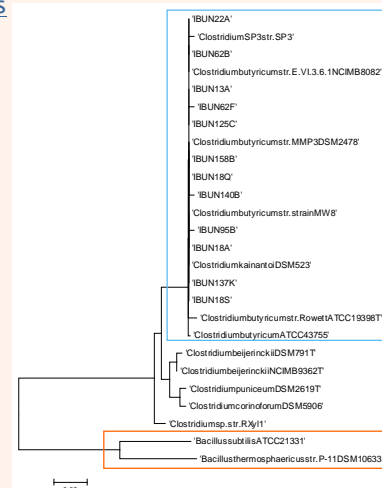 S
'IBUN22A'
'ClostridiumSP3str.SP3'
'IBUN62B'
'Clostridiumbutyricumstr.E.VI.3.6.1NCIMB8082'
'IBUN13A'
'IBUN62F'
'IBUN125C'
'Clostridiumbutyricumstr.MMP3DSM2478'
'IBUN158B'
'IBUN18Q'
'IBUN140B'
'Clostridiumbutyricumstr.strainMW8'
'IBUN95B'
'IBUN18A'
'ClostridiumkainantoiDSM523'
'IBUN137K'
'IBUN18S'
'Clostridiumbutyricumstr.RowettATCC19398T'
'ClostridiumbutyricumATCC43755'
'ClostridiumbeijerinckiiDSM791T'
'ClostridiumbeijerinckiiNCIMB9362T'
'ClostridiumpuniceumDSM2619T'
'ClostridiumcorinoforumDSM5906'
'Clostridiumsp.str.RXyl1'
'BacillussubtilisATCC21331'
'Bacillusthermosphaericusstr.P-11DSM10633